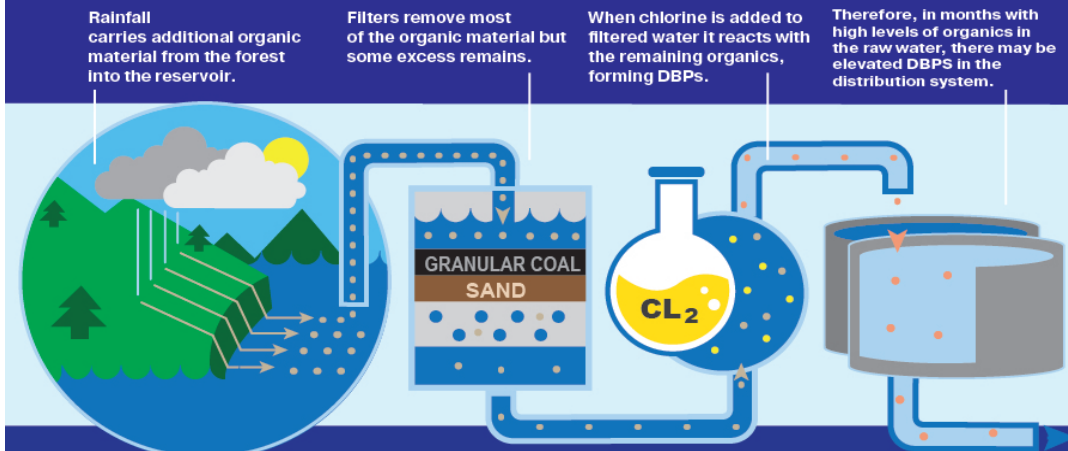 Rainfall
carries additional organic
material from the forest
into the reservoir.
Filters remove most
of the organic material but
some excess remains.
When chlorine is added to
filtered water it reacts with
the remaining organics,
forming DBPs.
Therefore, in months with
high levels of organics in
the raw water, there may be
elevated DBPS in the
distribution system.
GRANULAR COAL
SAND
CL2